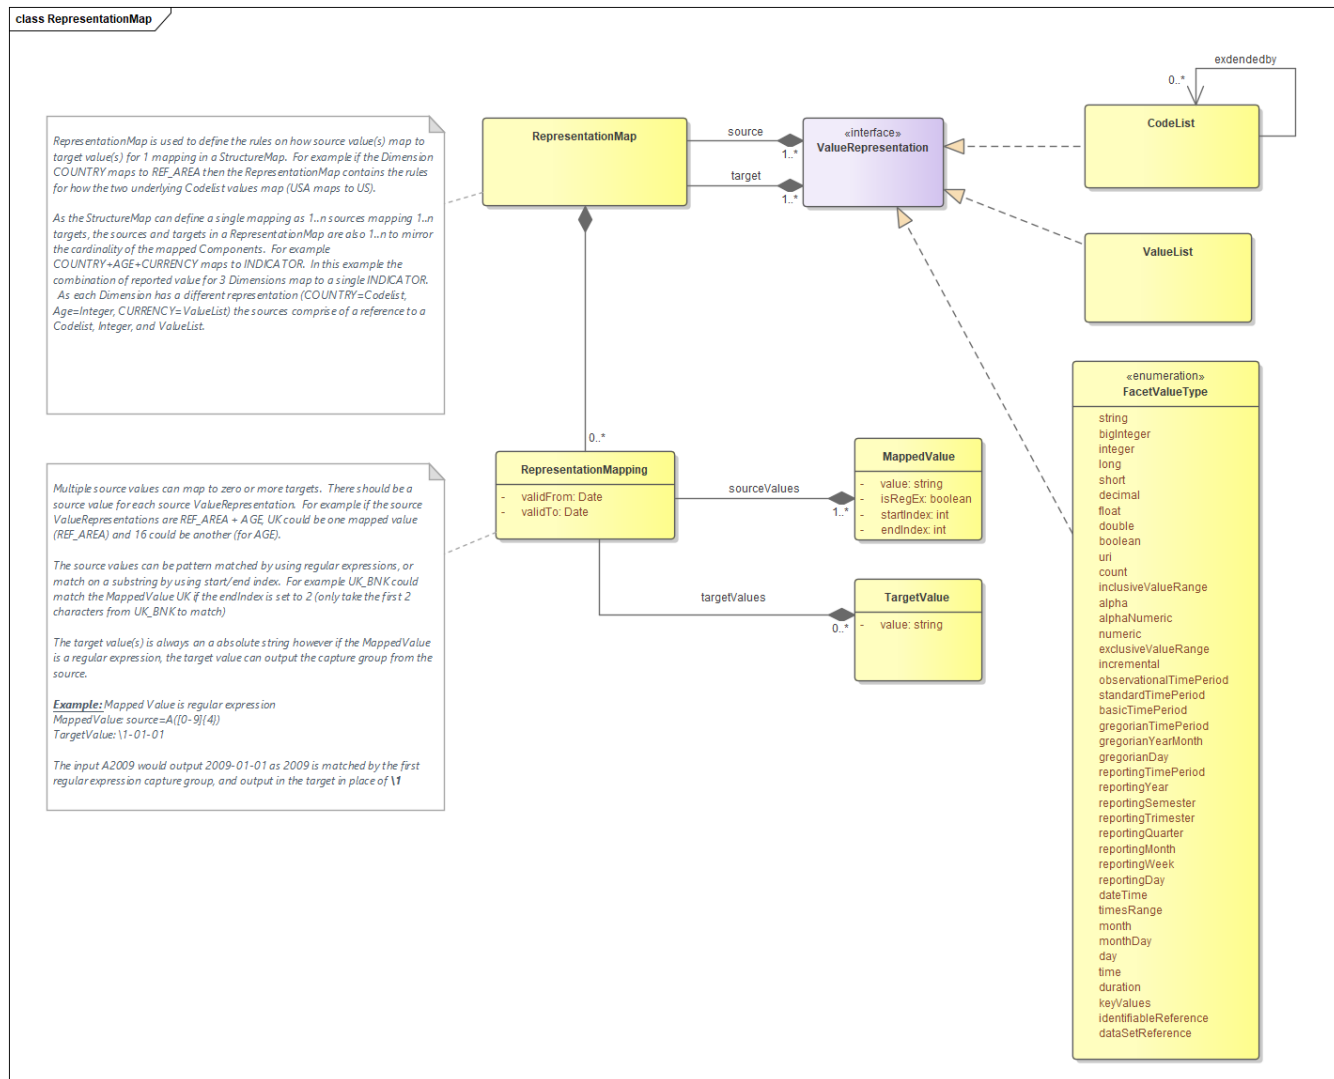 class RepresentationMap
exdendedby
0..*
CodeList
RepresentationMap is used to define the rules on how source value(s) map to
target value(s) for 1 mapping in a StructureMap.  For example if the Dimension
COUNTRY maps to REF_AREA then the RepresentationMap contains the rules
for how the two underlying Codelist values map (USA maps to US).
As the StructureMap can define a single mapping as 1..n sources mapping 1..n
targets, the sources and targets in a RepresentationMap are also 1..n to mirror
the cardinality of the mapped Components.  For example
COUNTRY+AGE+CURRENCY maps to INDICATOR.  In this example the
combination of reported value for 3 Dimensions map to a single INDICATOR.
As each Dimension has a different representation (COUNTRY=Codelist,
Age=Integer, CURRENCY=ValueList) the sources comprise of a reference to a
Codelist, Integer, and ValueList.
RepresentationMap
source
1..*
target
1..*
«interface»
ValueRepresentation
ValueList
«enumeration»
FacetValueType
string
bigInteger
integer
long
short
decimal
float
double
boolean
uri
count
inclusiveValueRange
alpha
alphaNumeric
numeric
exclusiveValueRange
incremental
observationalTimePeriod
standardTimePeriod
basicTimePeriod
gregorianTimePeriod
gregorianYearMonth
gregorianDay
reportingTimePeriod
reportingYear
reportingSemester
reportingTrimester
reportingQuarter
reportingMonth
reportingWeek
reportingDay
dateTime
timesRange
month
monthDay
day
time
duration
keyValues
identifiableReference
dataSetReference
0..*
RepresentationMapping
- validFrom: Date
- validTo: Date
sourceValues
1..*
MappedValue
- value: string
- isRegEx: boolean
- startIndex: int
- endIndex: int
targetValues
0..*
TargetValue
- value: string
Multiple source values can map to zero or more targets.  There should be a
source value for each source ValueRepresentation.  For example if the source
ValueRepresentations are REF_AREA + AGE, UK could be one mapped value
(REF_AREA) and 16 could be another (for AGE).
The source values can be pattern matched by using regular expressions, or
match on a substring by using start/end index.  For example UK_BNK could
match the MappedValue UK if the endIndex is set to 2 (only take the first 2
characters from UK_BNK to match)
The target value(s) is always an a absolute string however if the MappedValue
is a regular expression, the target value can output the capture group from the
source.
Example: Mapped Value is regular expression
MappedValue: source=A([0-9]{4})
TargetValue: \1-01-01
The input A2009 would output 2009-01-01 as 2009 is matched by the first
regular expression capture group, and output in the target in place of \1